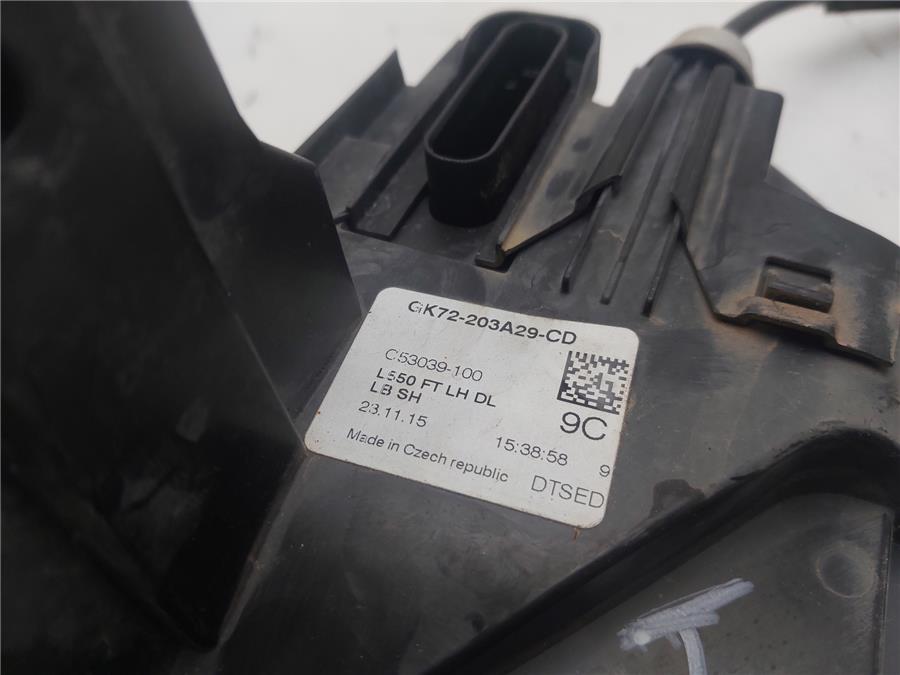 GK72-203A29-CD
C53039-100
L550 FT LH DL
LB SH
9C
23.11.15
15:38:58 9
Made in Czech republic
DTSED
T